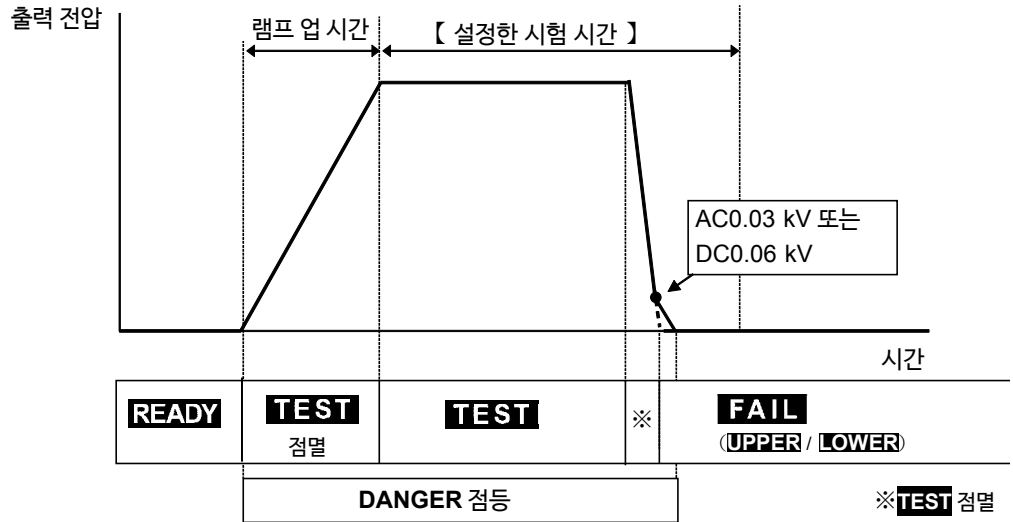 출력 전압
램프 업 시간
【 설정한 시험 시간 】
AC0.03 kV 또는
DC0.06 kV
시간
READY
TEST
점멸
TEST
※
FAIL
(UPPER / LOWER)
DANGER 점등
※TEST 점멸